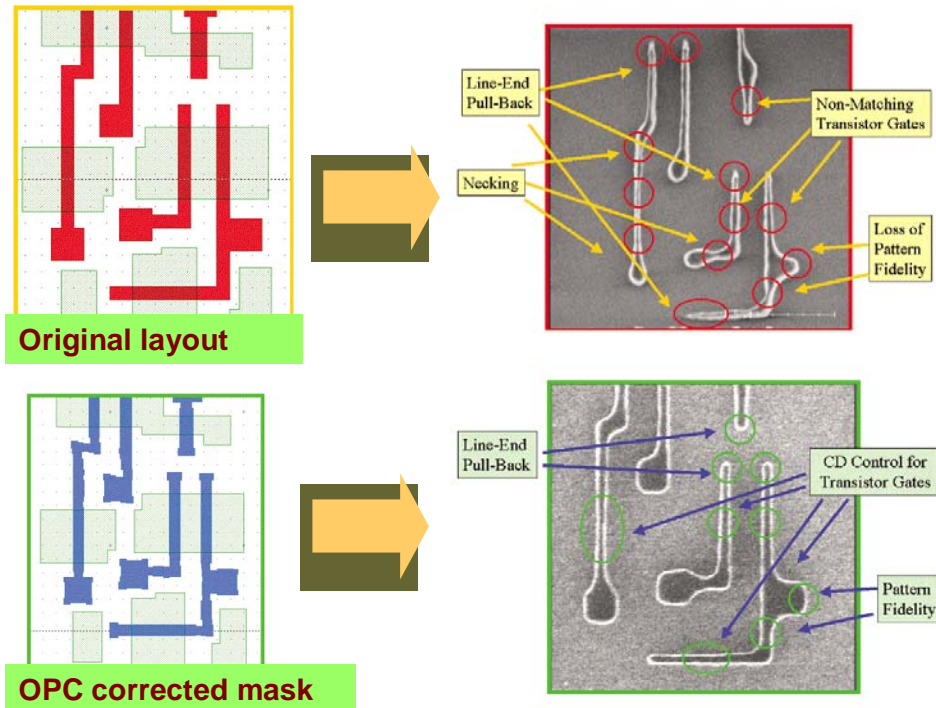 Line-End
Pull-Back
Non-Matching
Transistor Gates
Necking
Loss of
Pattern
Fidelity
Original layout
Line-End
Pull-Back
CD Control for
Transistor Gates
Pattern
Fidelity
OPC corrected mask